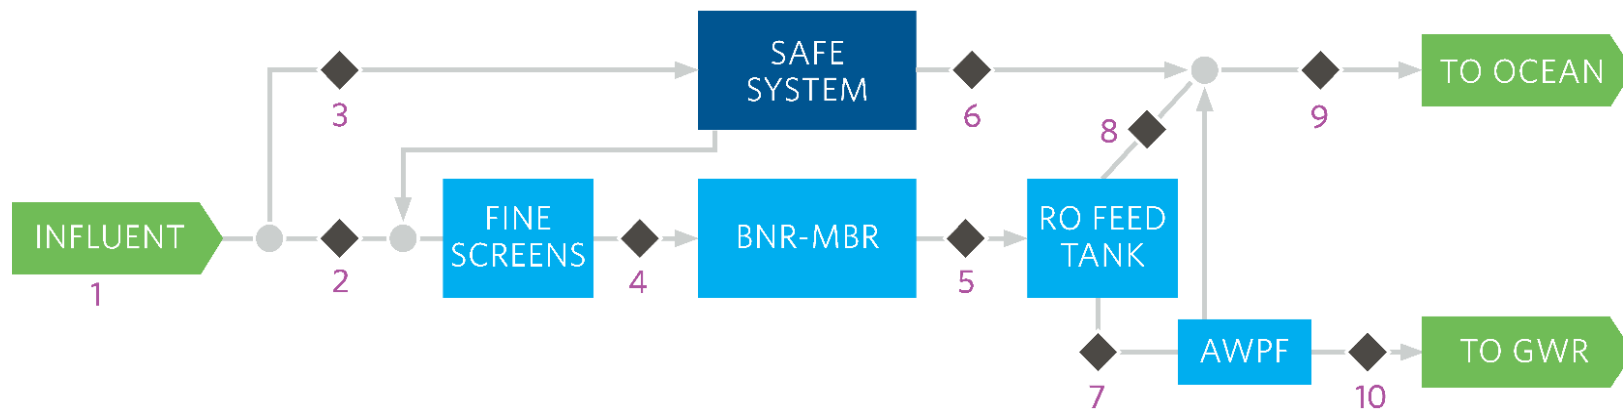 SAFE
SYSTEM
TO OCEAN
3
6
8
9
INFLUENT
1
2
FINE
SCREENS
4
BNR-MBR
5
RO FEED
TANK
7
AWPF
10
TO GWR